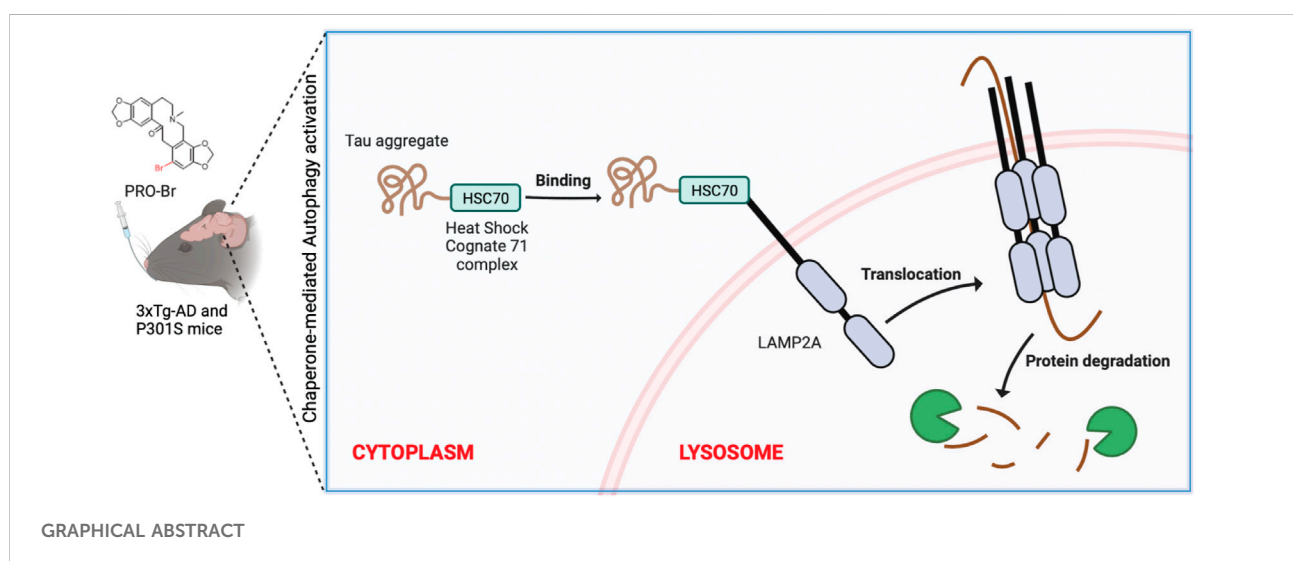 O
N
O
O
O
O
Br
PRO-Br
3xTg-AD and
P301S mice
Chaperone-mediated Autophagy activation
Tau aggregate
HSC70
Heat Shock
Cognate 71
complex
Binding
HSC70
LAMP2A
Translocation
Protein degradation
CYTOPLASM
LYSOSOME
GRAPHICAL ABSTRACT